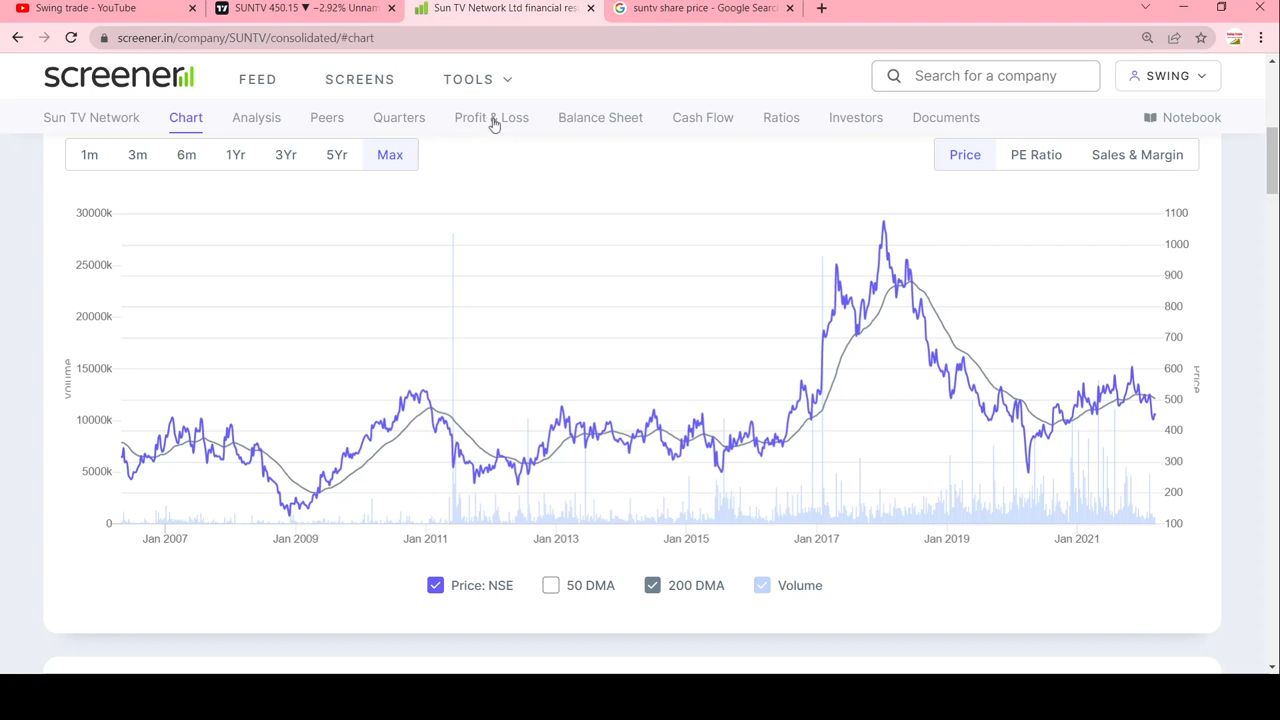 Swing trade - YouTube
SUNTV 450.15 ▼ −2.92% Unnam
Sun TV Network Ltd financial res
suntv share price - Google Searc
screener.in/company/SUNTV/consolidated/#chart
screener
FEED
SCREENS
TOOLS
Search for a company
SWING
Sun TV Network
Chart
Analysis
Peers
Quarters
Profit & Loss
Balance Sheet
Cash Flow
Ratios
Investors
Documents
Notebook
1m
3m
6m
1Yr
3Yr
5Yr
Max
Price
PE Ratio
Sales & Margin
30000k
25000k
20000k
15000k
10000k
5000k
0
Volume
1100
1000
900
800
700
600
500
400
300
200
100
Price
Jan 2007
Jan 2009
Jan 2011
Jan 2013
Jan 2015
Jan 2017
Jan 2019
Jan 2021
Price: NSE
50 DMA
200 DMA
Volume